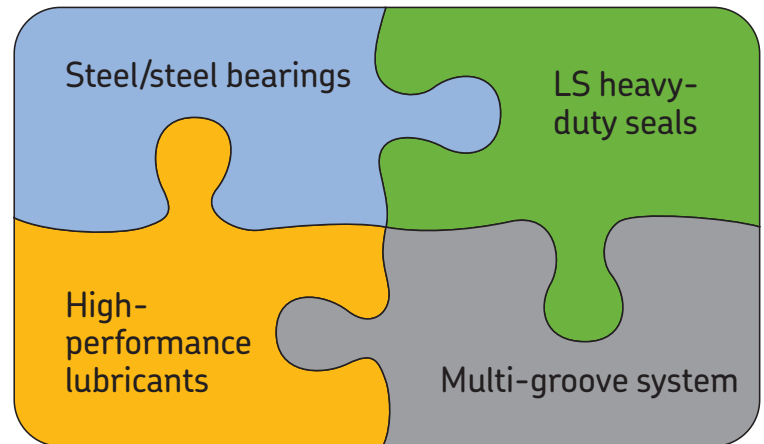 Steel/steel bearings
LS heavy-
duty seals
High-
performance
lubricants
Multi-groove system